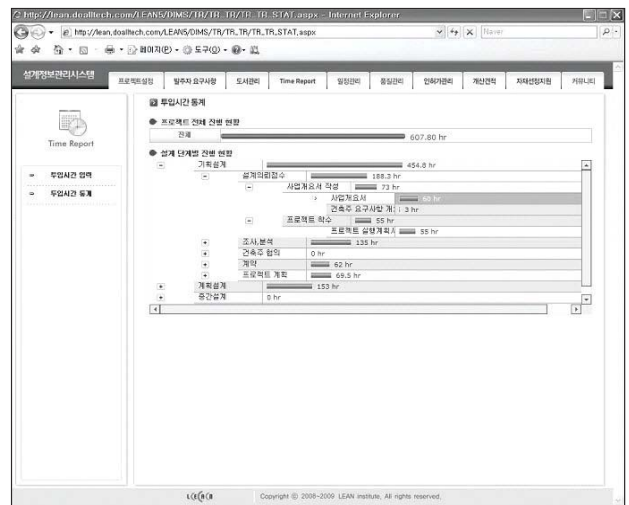 http://lean.dealltech.com/LEAN5/DIMS/TR/TR_TR/TR_TR_STAT.aspx - Internet Explorer
http://lean.dealltech.com/LEAN5/DIMS/TR/TR_TR/TR_TR_STAT.aspx
Naver
페이지(P) 도구(O)
설계정보관리시스템
프로젝트설정 발주자 요구사항 도서관리 Time Report 일정관리 품질관리 인허가관리 개산견적 자재선정지원 커뮤니티
Time Report
투입시간 입력
투입시간 통계
투입시간 통계
프로젝트 전체 진행 현황
전체 607.80 hr
설계 단계별 진행 현황
기획설계 454.8 hr
설계의뢰접수 188.3 hr
사업개요서 작성 73 hr
사업개요서 60 hr
건축주 요구사항 개 3 hr
프로젝트 착수 55 hr
프로젝트 실행계획서 55 hr
조사,분석 135 hr
건축주 협의 0 hr
계약 62 hr
프로젝트 계획 69.5 hr
계획설계 153 hr
중간설계 0 hr
Copyright ⓒ 2008-2009 LEAN institute, All rights reserved.